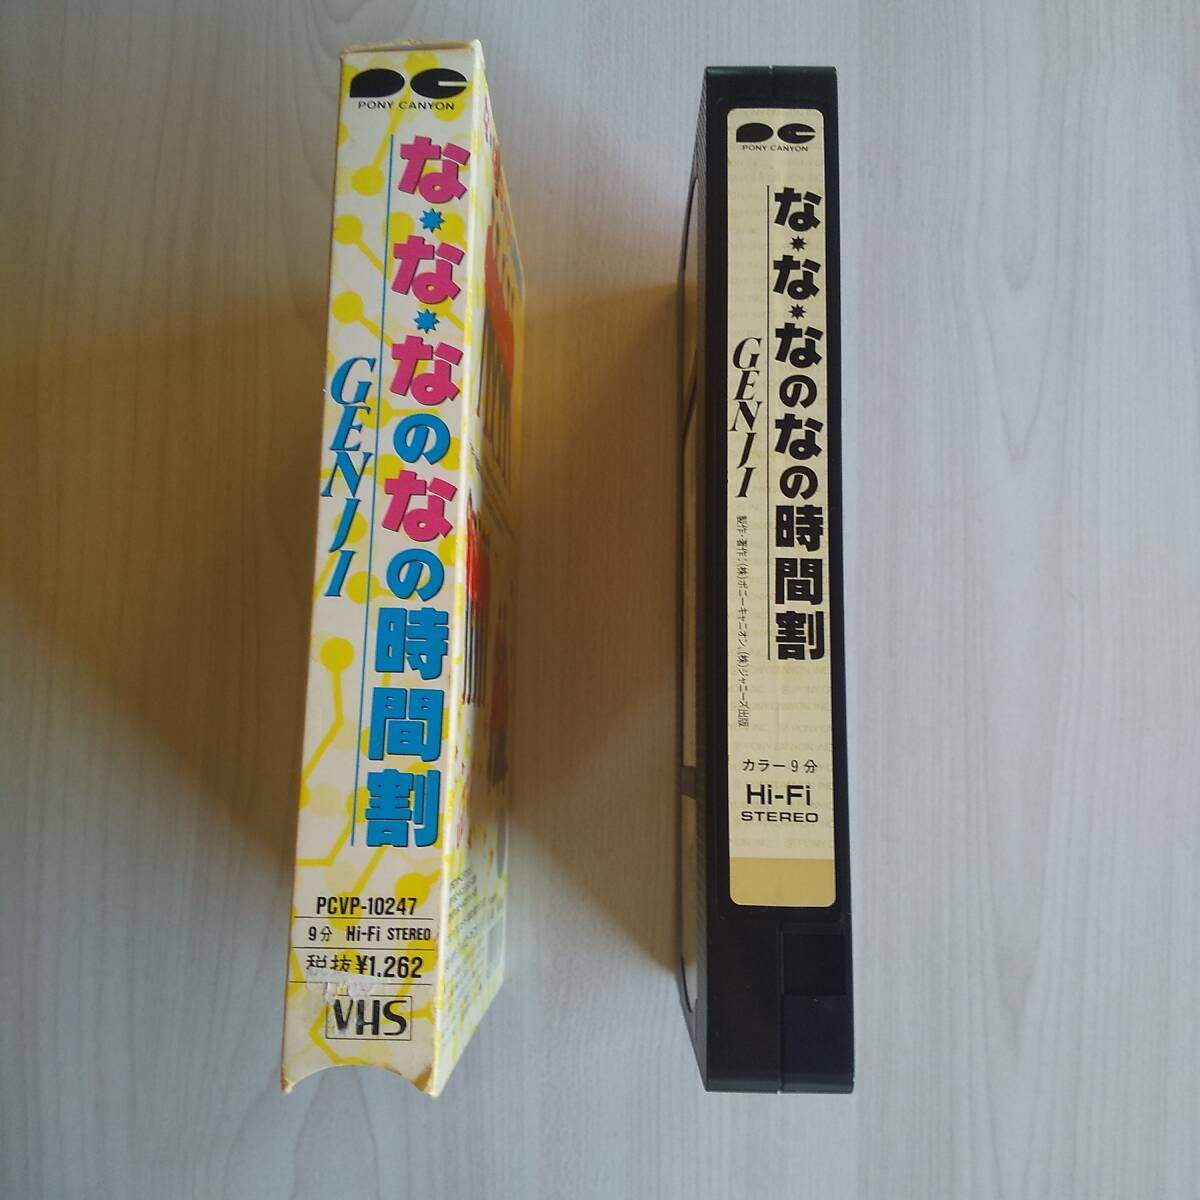 PONY CANYON
な・な・なのなの時間割
GENJI
PCVP-10247
9分 Hi-Fi STEREO
税抜¥1.262
VHS
PONY CANYON
な・な・なのなの時間割
GENJI
製作・著作:(株)ポニーキャニオン、(株)ジャニーズ出版
カラー9分
Hi-Fi
STEREO